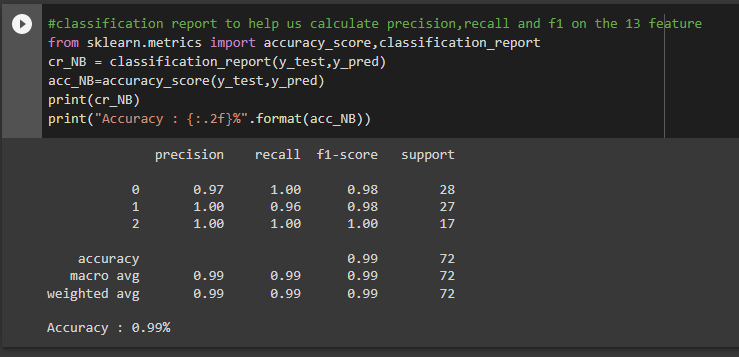 #classification report to help us calculate precision,recall and f1 on the 13 feature
from sklearn.metrics import accuracy_score,classification_report
cr_NB = classification_report(y_test,y_pred)
acc_NB=accuracy_score(y_test,y_pred)
print(cr_NB)
print("Accuracy : {:.2f}%".format(acc_NB))
precision recall f1-score support
0 0.97 1.00 0.98 28
1 1.00 0.96 0.98 27
2 1.00 1.00 1.00 17
accuracy 0.99 72
macro avg 0.99 0.99 0.99 72
weighted avg 0.99 0.99 0.99 72
Accuracy : 0.99%